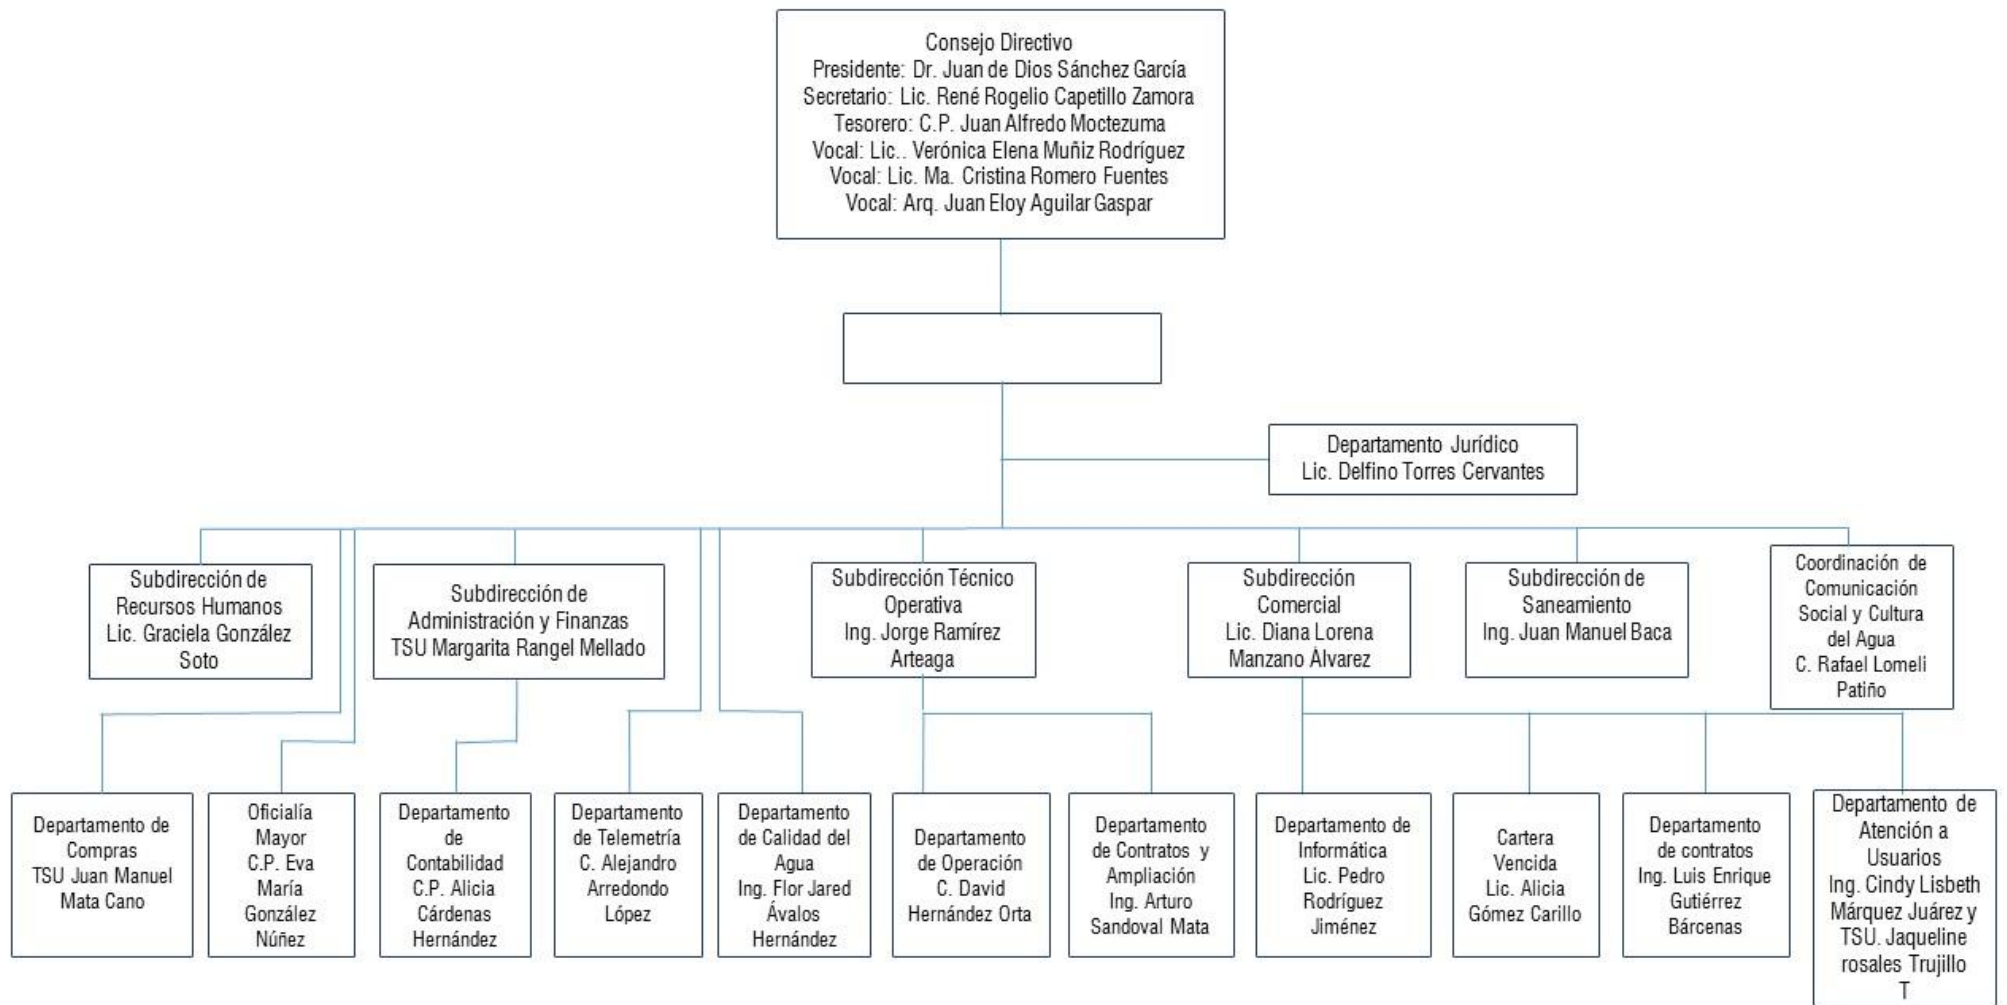 Consejo Directivo
Presidente: Dr. Juan de Dios Sánchez García
Secretario: Lic. René Rogelio Capetillo Zamora
Tesorero: C.P. Juan Alfredo Moctezuma
Vocal: Lic.. Verónica Elena Muñiz Rodríguez
Vocal: Lic. Ma. Cristina Romero Fuentes
Vocal: Arq. Juan Eloy Aguilar Gaspar
Departamento Jurídico
Lic. Delfino Torres Cervantes
Subdirección de
Recursos Humanos
Lic. Graciela González
Soto
Subdirección de
Administración y Finanzas
TSU Margarita Rangel Mellado
Subdirección Técnico
Operativa
Ing. Jorge Ramírez
Arteaga
Subdirección
Comercial
Lic. Diana Lorena
Manzano Álvarez
Subdirección de
Saneamiento
Ing. Juan Manuel Baca
Coordinación de
Comunicación
Social y Cultura
del Agua
C. Rafael Lomeli
Patiño
Departamento de
Compras
TSU Juan Manuel
Mata Cano
Oficialía
Mayor
C.P. Eva
María
González
Núñez
Departamento
de
Contabilidad
C.P. Alicia
Cárdenas
Hernández
Departamento
de Telemetría
C. Alejandro
Arredondo
López
Departamento
de Calidad del
Agua
Ing. Flor Jared
Ávalos
Hernández
Departamento
de Operación
C. David
Hernández Orta
Departamento
de Contratos y
Ampliación
Ing. Arturo
Sandoval Mata
Departamento de
Informática
Lic. Pedro
Rodríguez
Jiménez
Cartera
Vencida
Lic. Alicia
Gómez Carillo
Departamento
de contratos
Ing. Luis Enrique
Gutiérrez
Bárcenas
Departamento de
Atención a
Usuarios
Ing. Cindy Lisbeth
Márquez Juárez y
TSU. Jaqueline
rosales Trujillo
T